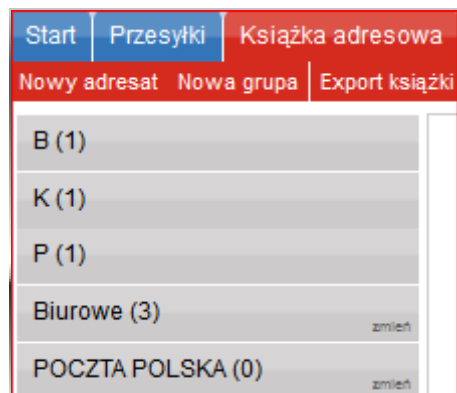 Start Przesyłki Książka adresowa
Nowy adresat Nowa grupa Export książki
B (1)
K (1)
P (1)
Biurowe (3)
zmień
POCZTA POLSKA (0)
zmień